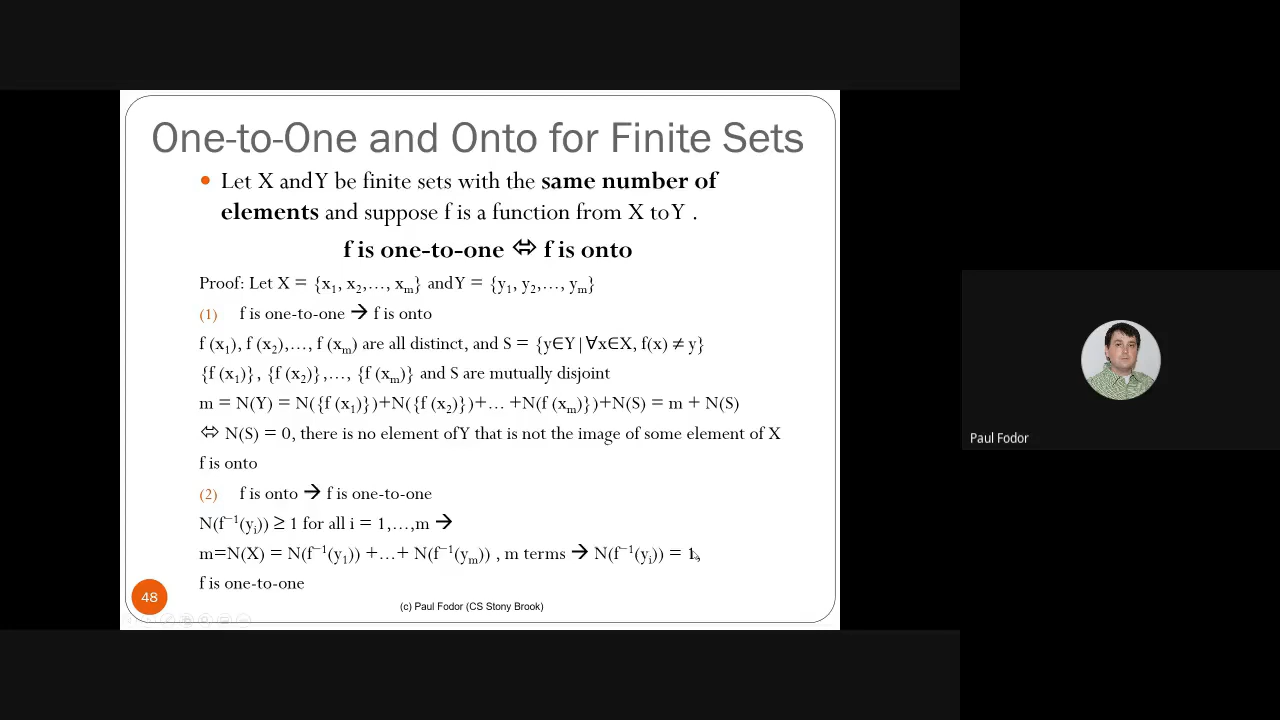 One-to-One and Onto for Finite Sets
• Let X and Y be finite sets with the same number of
elements and suppose f is a function from X to Y .
f is one-to-one ⇔ f is onto
Proof: Let X = {x₁, x₂,…, xₘ} and Y = {y₁, y₂,…, yₘ}
(1) f is one-to-one → f is onto
f (x₁), f (x₂),…, f (xₘ) are all distinct, and S = {y∈Y|∀x∈X, f(x) ≠ y}
{f (x₁)}, {f (x₂)},…, {f (xₘ)} and S are mutually disjoint
m = N(Y) = N({f (x₁)})+N({f (x₂)})+… +N(f (xₘ)})+N(S) = m + N(S)
⇔ N(S) = 0, there is no element of Y that is not the image of some element of X
f is onto
(2) f is onto → f is one-to-one
N(f⁻¹(yᵢ)) ≥ 1 for all i = 1,…,m →
m=N(X) = N(f⁻¹(y₁)) +…+ N(f⁻¹(yₘ)) , m terms → N(f⁻¹(yᵢ)) = 1,
f is one-to-one
48
(c) Paul Fodor (CS Stony Brook)
Paul Fodor